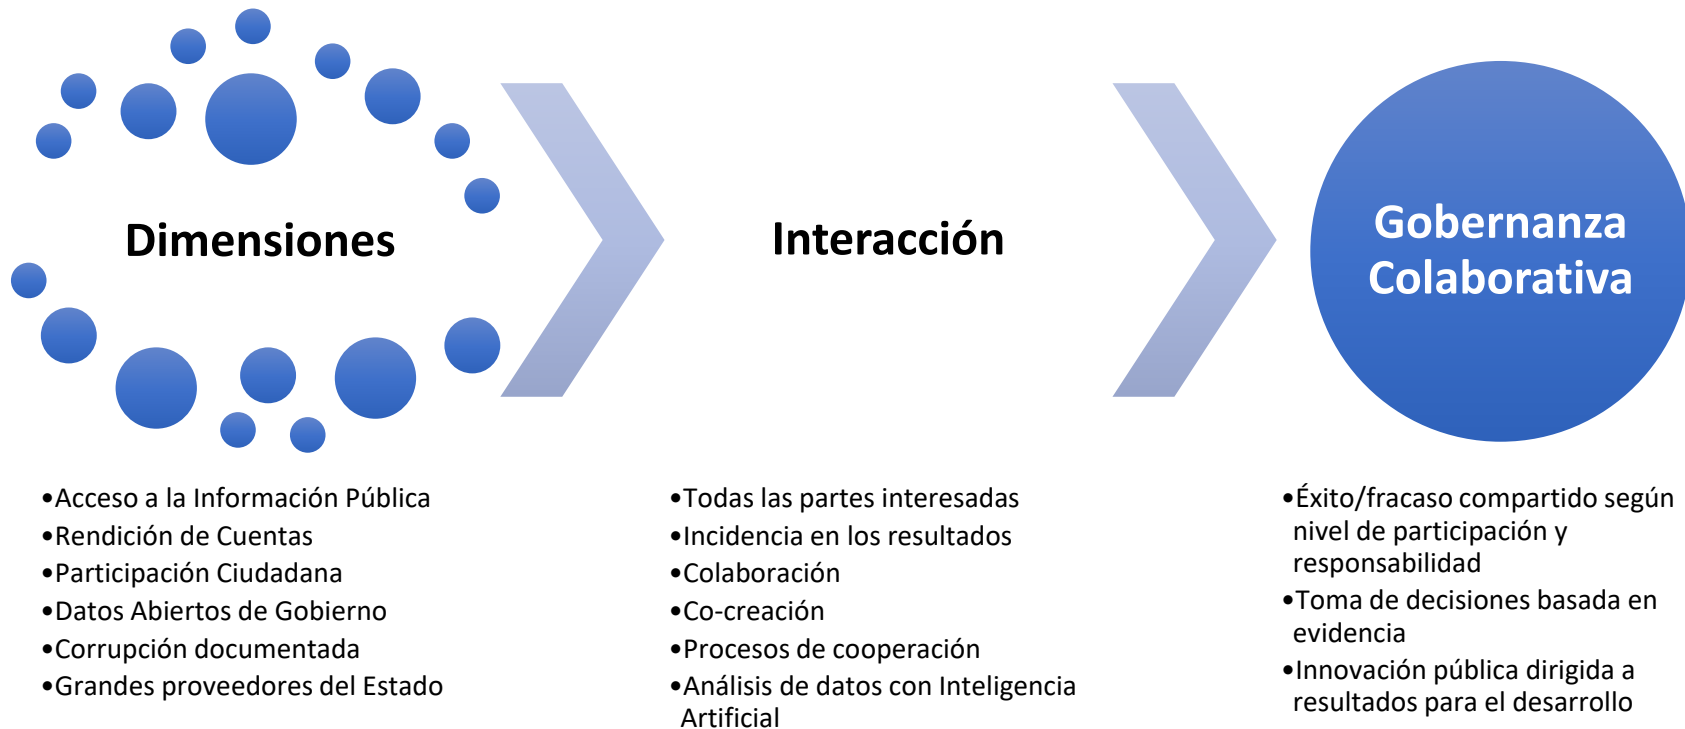 Dimensiones
Interacción
Gobernanza
Colaborativa
•Acceso a la Información Pública
•Rendición de Cuentas
•Participación Ciudadana
•Datos Abiertos de Gobierno
•Corrupción documentada
•Grandes proveedores del Estado
•Todas las partes interesadas
•Incidencia en los resultados
•Colaboración
•Co-creación
•Procesos de cooperación
•Análisis de datos con Inteligencia
Artificial
•Éxito/fracaso compartido según
nivel de participación y
responsabilidad
•Toma de decisiones basada en
evidencia
•Innovación pública dirigida a
resultados para el desarrollo